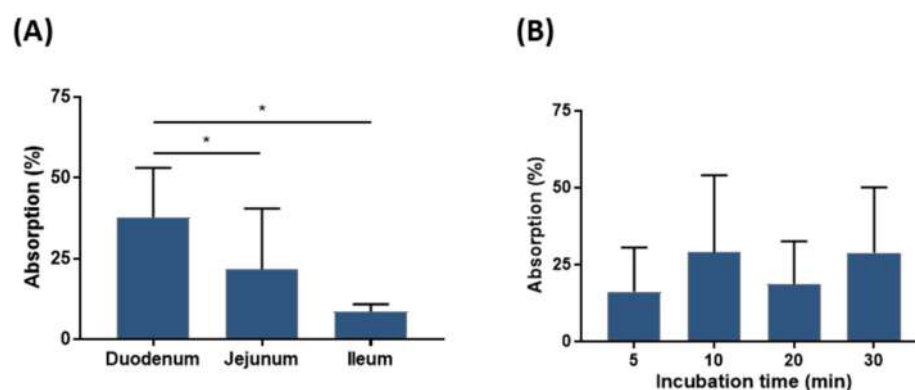 (A)
(B)
Absorption (%)
75
50
25
0
*
*
Duodenum Jejunum Ileum
Absorption (%)
75
50
25
0
5 10 20 30
Incubation time (min)